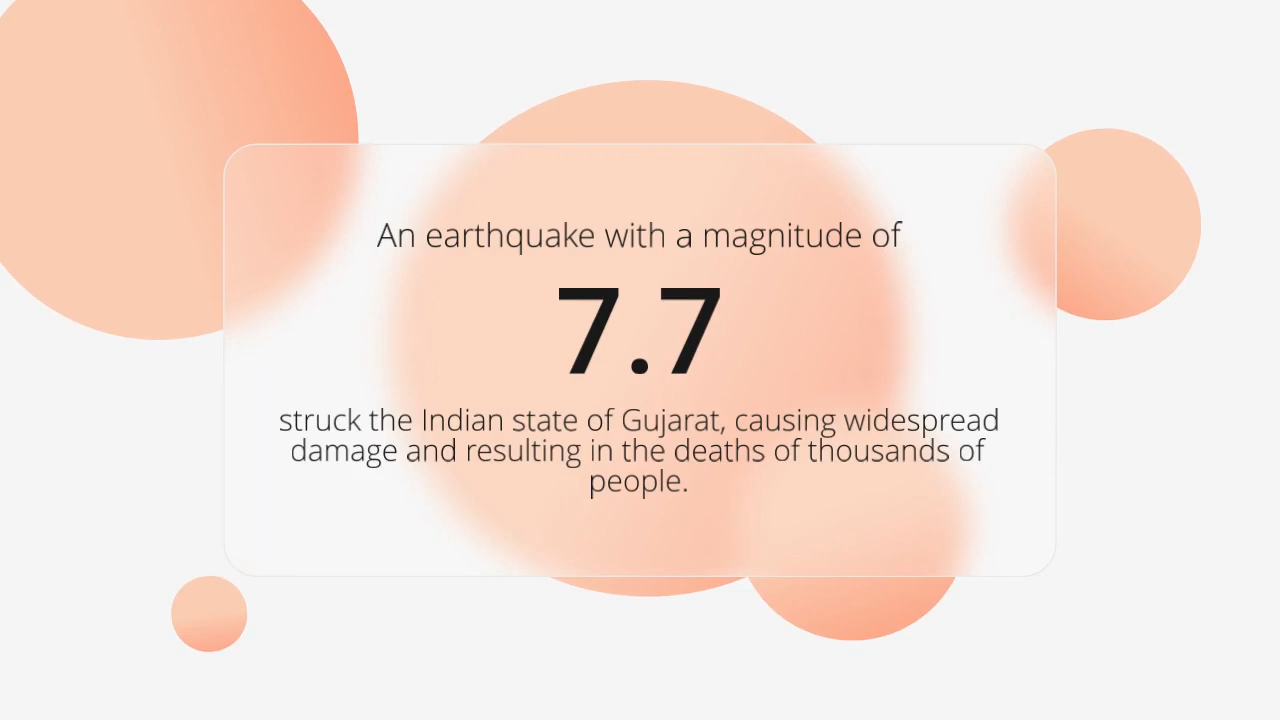 An earthquake with a magnitude of
7.7
struck the Indian state of Gujarat, causing widespread
damage and resulting in the deaths of thousands of
people.